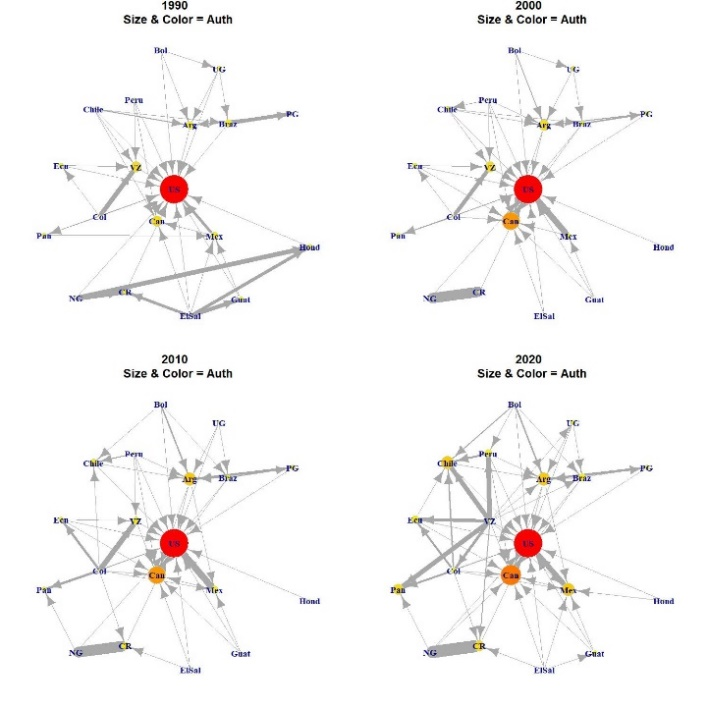 1990
Size & Color = Auth
Bol
UG
Peru
Chile
Arg
Braz
PG
Ecu
VZ
US
Col
Can
Pan
Mex
Hond
NG
CR
Guat
ElSal
2000
Size & Color = Auth
Bol
UG
Peru
Chile
Arg
Braz
PG
Ecu
VZ
US
Col
Can
Pan
Mex
Hond
NG
CR
Guat
ElSal
2010
Size & Color = Auth
Bol
UG
Peru
Chile
Arg
Braz
PG
Ecu
VZ
US
Col
Can
Pan
Mex
Hond
NG
CR
Guat
ElSal
2020
Size & Color = Auth
Bol
UG
Peru
Chile
Arg
Braz
PG
Ecu
VZ
US
Col
Can
Pan
Mex
Hond
NG
CR
Guat
ElSal